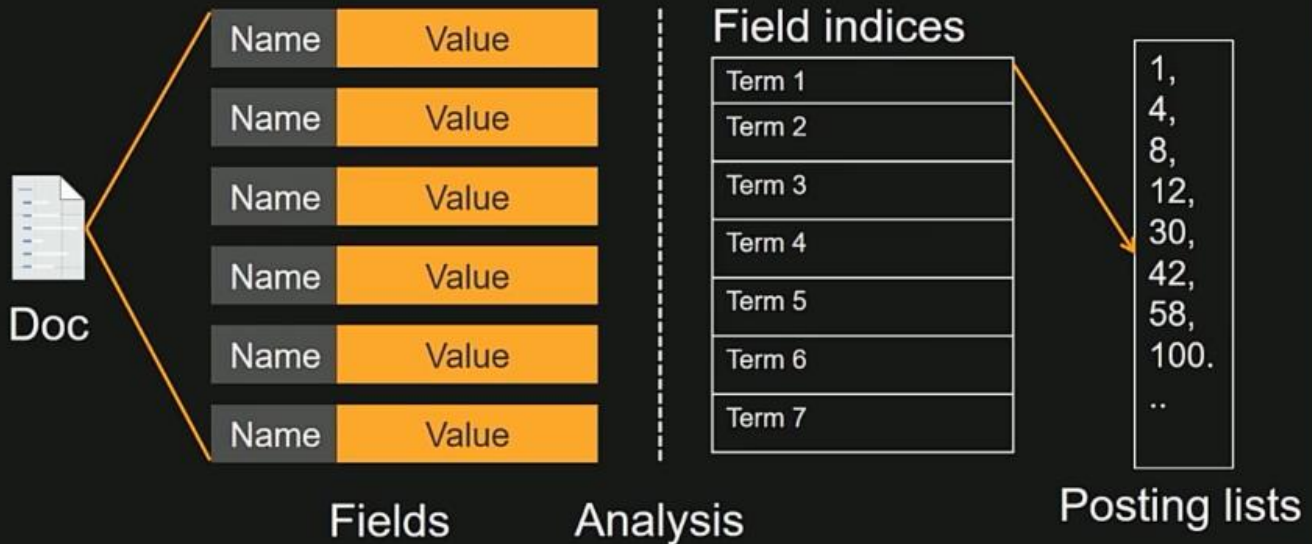 Doc
Name Value
Name Value
Name Value
Name Value
Name Value
Name Value
Fields
Analysis
Field indices
Term 1
Term 2
Term 3
Term 4
Term 5
Term 6
Term 7
1,
4,
8,
12,
30,
42,
58,
100.
..
Posting lists